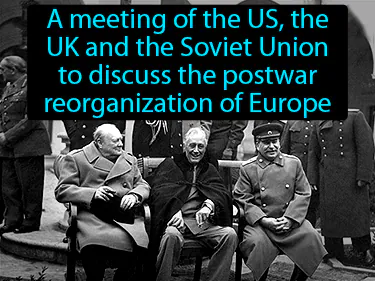 A meeting of the US, the
UK and the Soviet Union
to discuss the postwar
reorganization of Europe